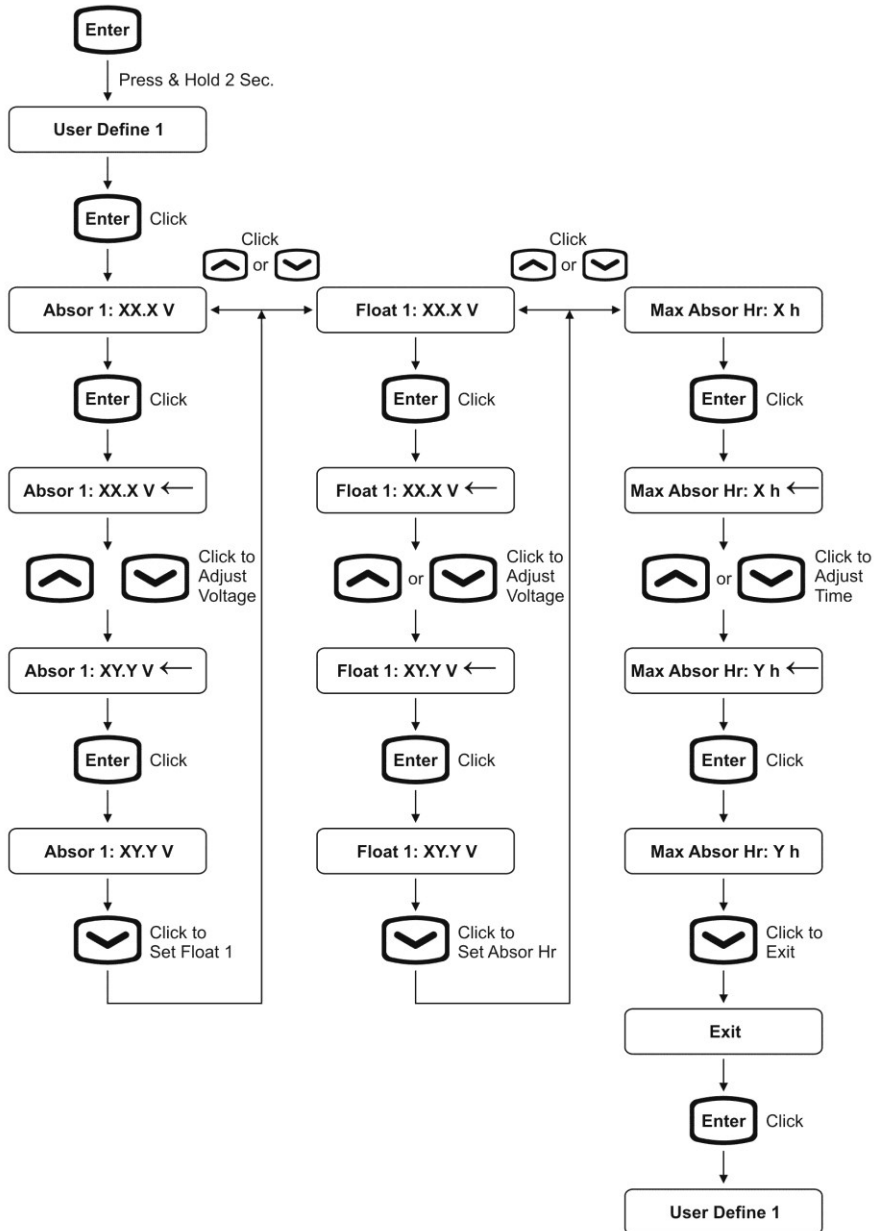 Enter
Press & Hold 2 Sec.
User Define 1
Enter Click
Click
or
Click
or
Absor 1: XX.X V
Float 1: XX.X V
Max Absor Hr: X h
Enter Click
Enter Click
Enter Click
Absor 1: XX.X V ←
Float 1: XX.X V ←
Max Absor Hr: X h ←
Click to
Adjust
Voltage
or
Click to
Adjust
Voltage
or
Click to
Adjust
Time
Absor 1: XY.Y V ←
Float 1: XY.Y V ←
Max Absor Hr: Y h ←
Enter Click
Enter Click
Enter Click
Absor 1: XY.Y V
Float 1: XY.Y V
Max Absor Hr: Y h
Click to
Set Float 1
Click to
Set Absor Hr
Click to
Exit
Exit
Enter Click
User Define 1